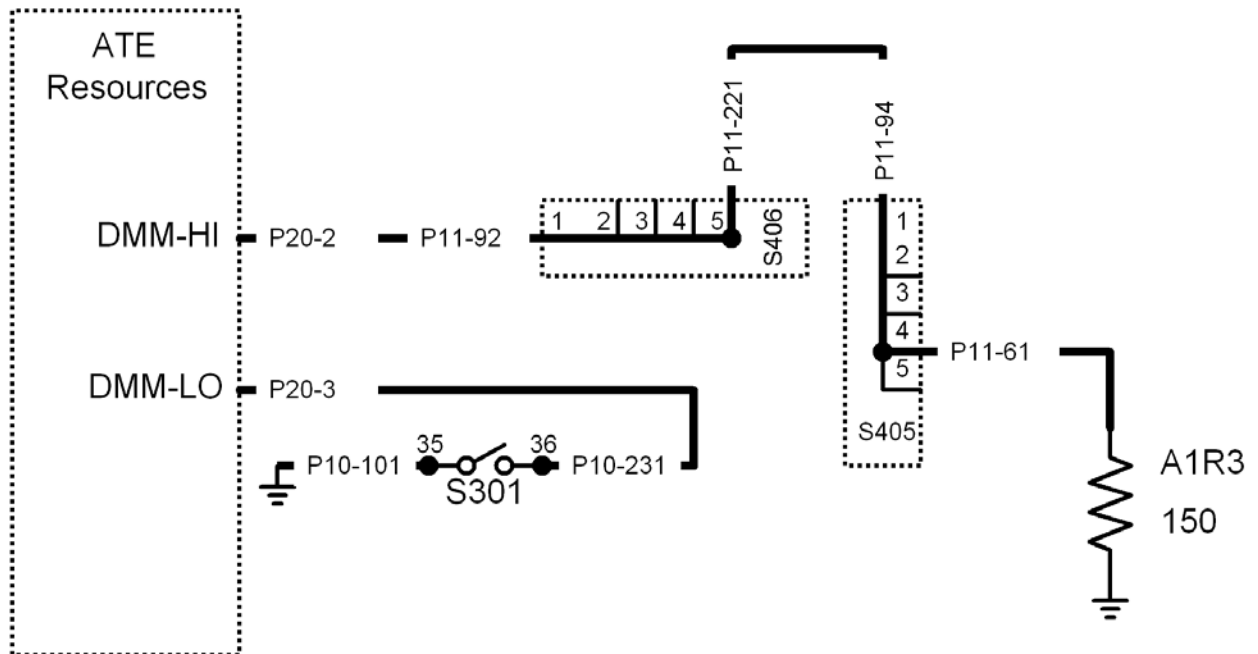 ATE
Resources
P11-221
P11-94
DMM-HI
P20-2
P11-92
1 2 3 4 5
S406
1
2
3
4
5
S405
P11-61
DMM-LO
P20-3
P10-101
35
36
P10-231
S301
A1R3
150